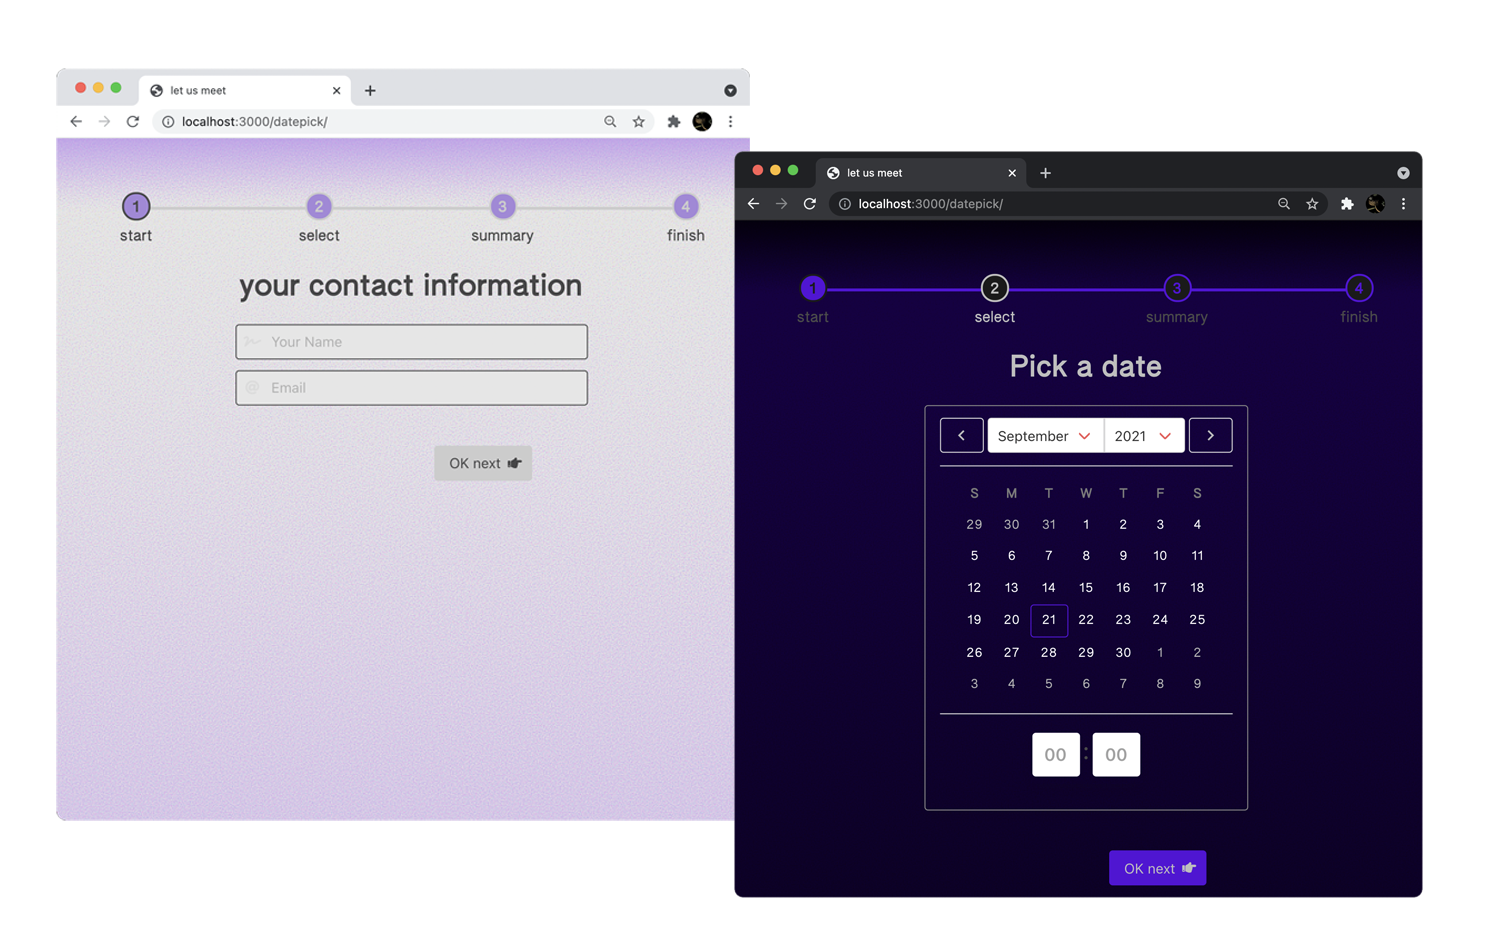 let us meet
localhost:3000/datepick/
1 2 3 4
start select summary finish
your contact information
Your Name
@ Email
OK next
let us meet
localhost:3000/datepick/
1 2 3 4
start select summary finish
Pick a date
September 2021
S M T W T F S
29 30 31 1 2 3 4
5 6 7 8 9 10 11
12 13 14 15 16 17 18
19 20 21 22 23 24 25
26 27 28 29 30 1 2
3 4 5 6 7 8 9
00 : 00
OK next